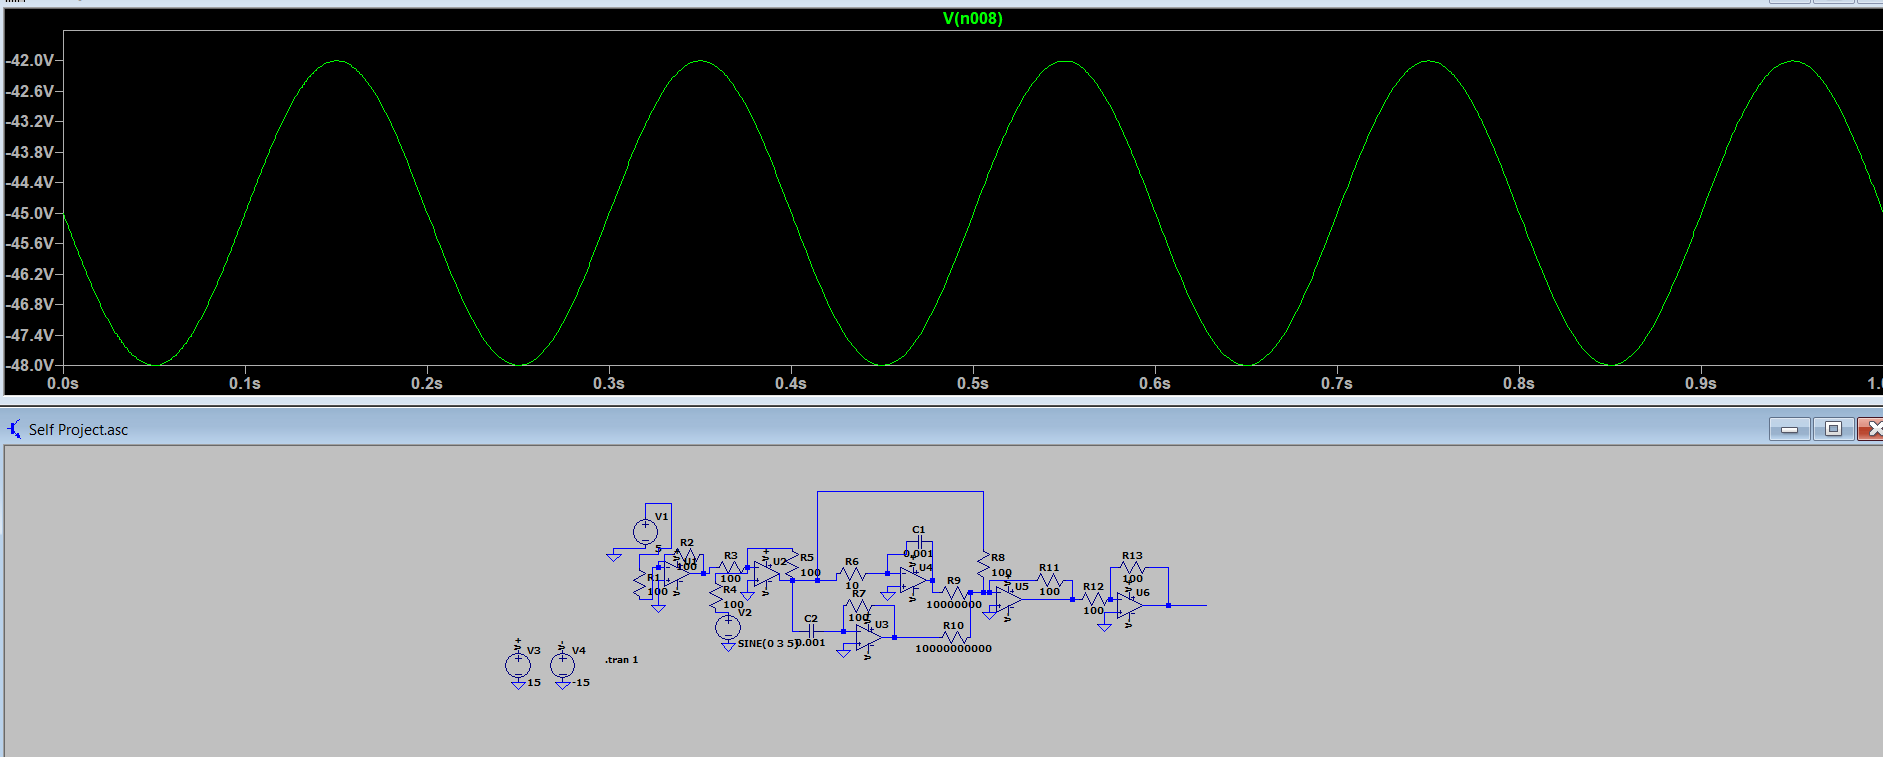 V(n008)
-42.0V
-42.6V
-43.2V
-43.8V
-44.4V
-45.0V
-45.6V
-46.2V
-46.8V
-47.4V
-48.0V
0.0s 0.1s 0.2s 0.3s 0.4s 0.5s 0.6s 0.7s 0.8s 0.9s 1.0
Self Project.asc
V1
5
R1
100
R2
100
U1
R3
100
R4
100
V2
SINE(0 3 5)
U2
R5
100
R6
10
C1
0.001
U4
R7
100
C2
0.001
U3
R8
100
R9
10000000
R10
10000000000
U5
R11
100
R12
100
R13
100
U6
V3
15
V4
-15
.tran 1